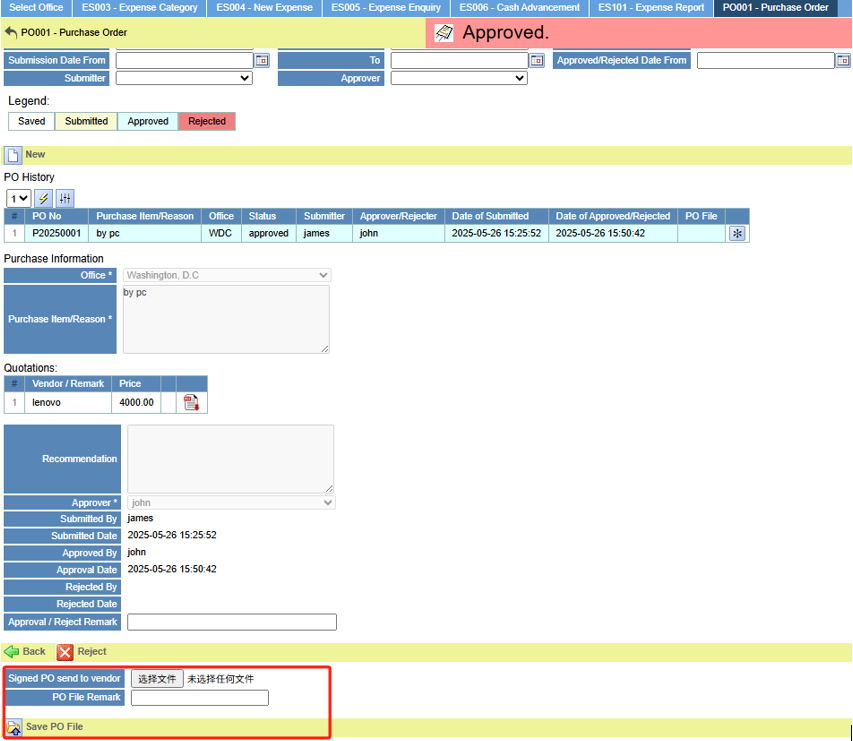 Select Office ES003 - Expense Category ES004 - New Expense ES005 - Expense Enquiry ES006 - Cash Advancement ES101 - Expense Report PO001 - Purchase Order
PO001 - Purchase Order Approved.
Submission Date From To Approved/Rejected Date From
Submitter Approver
Legend:
Saved Submitted Approved Rejected
New
PO History
1
# PO No Purchase Item/Reason Office Status Submitter Approver/Rejecter Date of Submitted Date of Approved/Rejected PO File
1 P20250001 by pc WDC approved james john 2025-05-26 15:25:52 2025-05-26 15:50:42
Purchase Information
Office * Washington, D.C
Purchase Item/Reason * by pc
Quotations:
# Vendor / Remark Price
1 lenovo 4000.00
Recommendation
Approver * john
Submitted By james
Submitted Date 2025-05-26 15:25:52
Approved By john
Approval Date 2025-05-26 15:50:42
Rejected By
Rejected Date
Approval / Reject Remark
Back Reject
Signed PO send to vendor 选择文件 未选择任何文件
PO File Remark
Save PO File